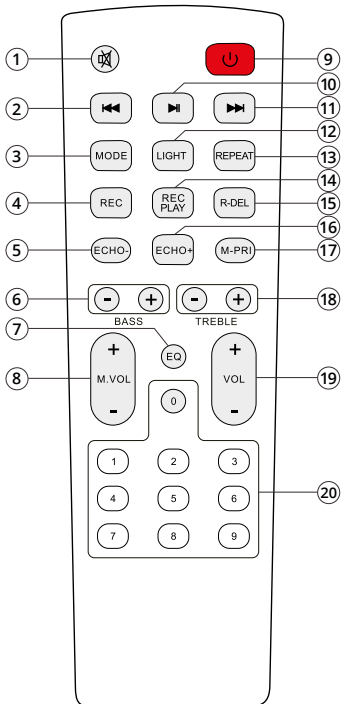 1
9
10
2
11
12
3
MODE
LIGHT
REPEAT
13
14
4
REC
REC
PLAY
R-DEL
15
16
5
ECHO-
ECHO+
M-PRI
17
6
- +
- +
18
BASS
TREBLE
7
EQ
8
+
M.VOL
-
+
VOL
-
19
0
1 2 3
4 5 6
20
7 8 9